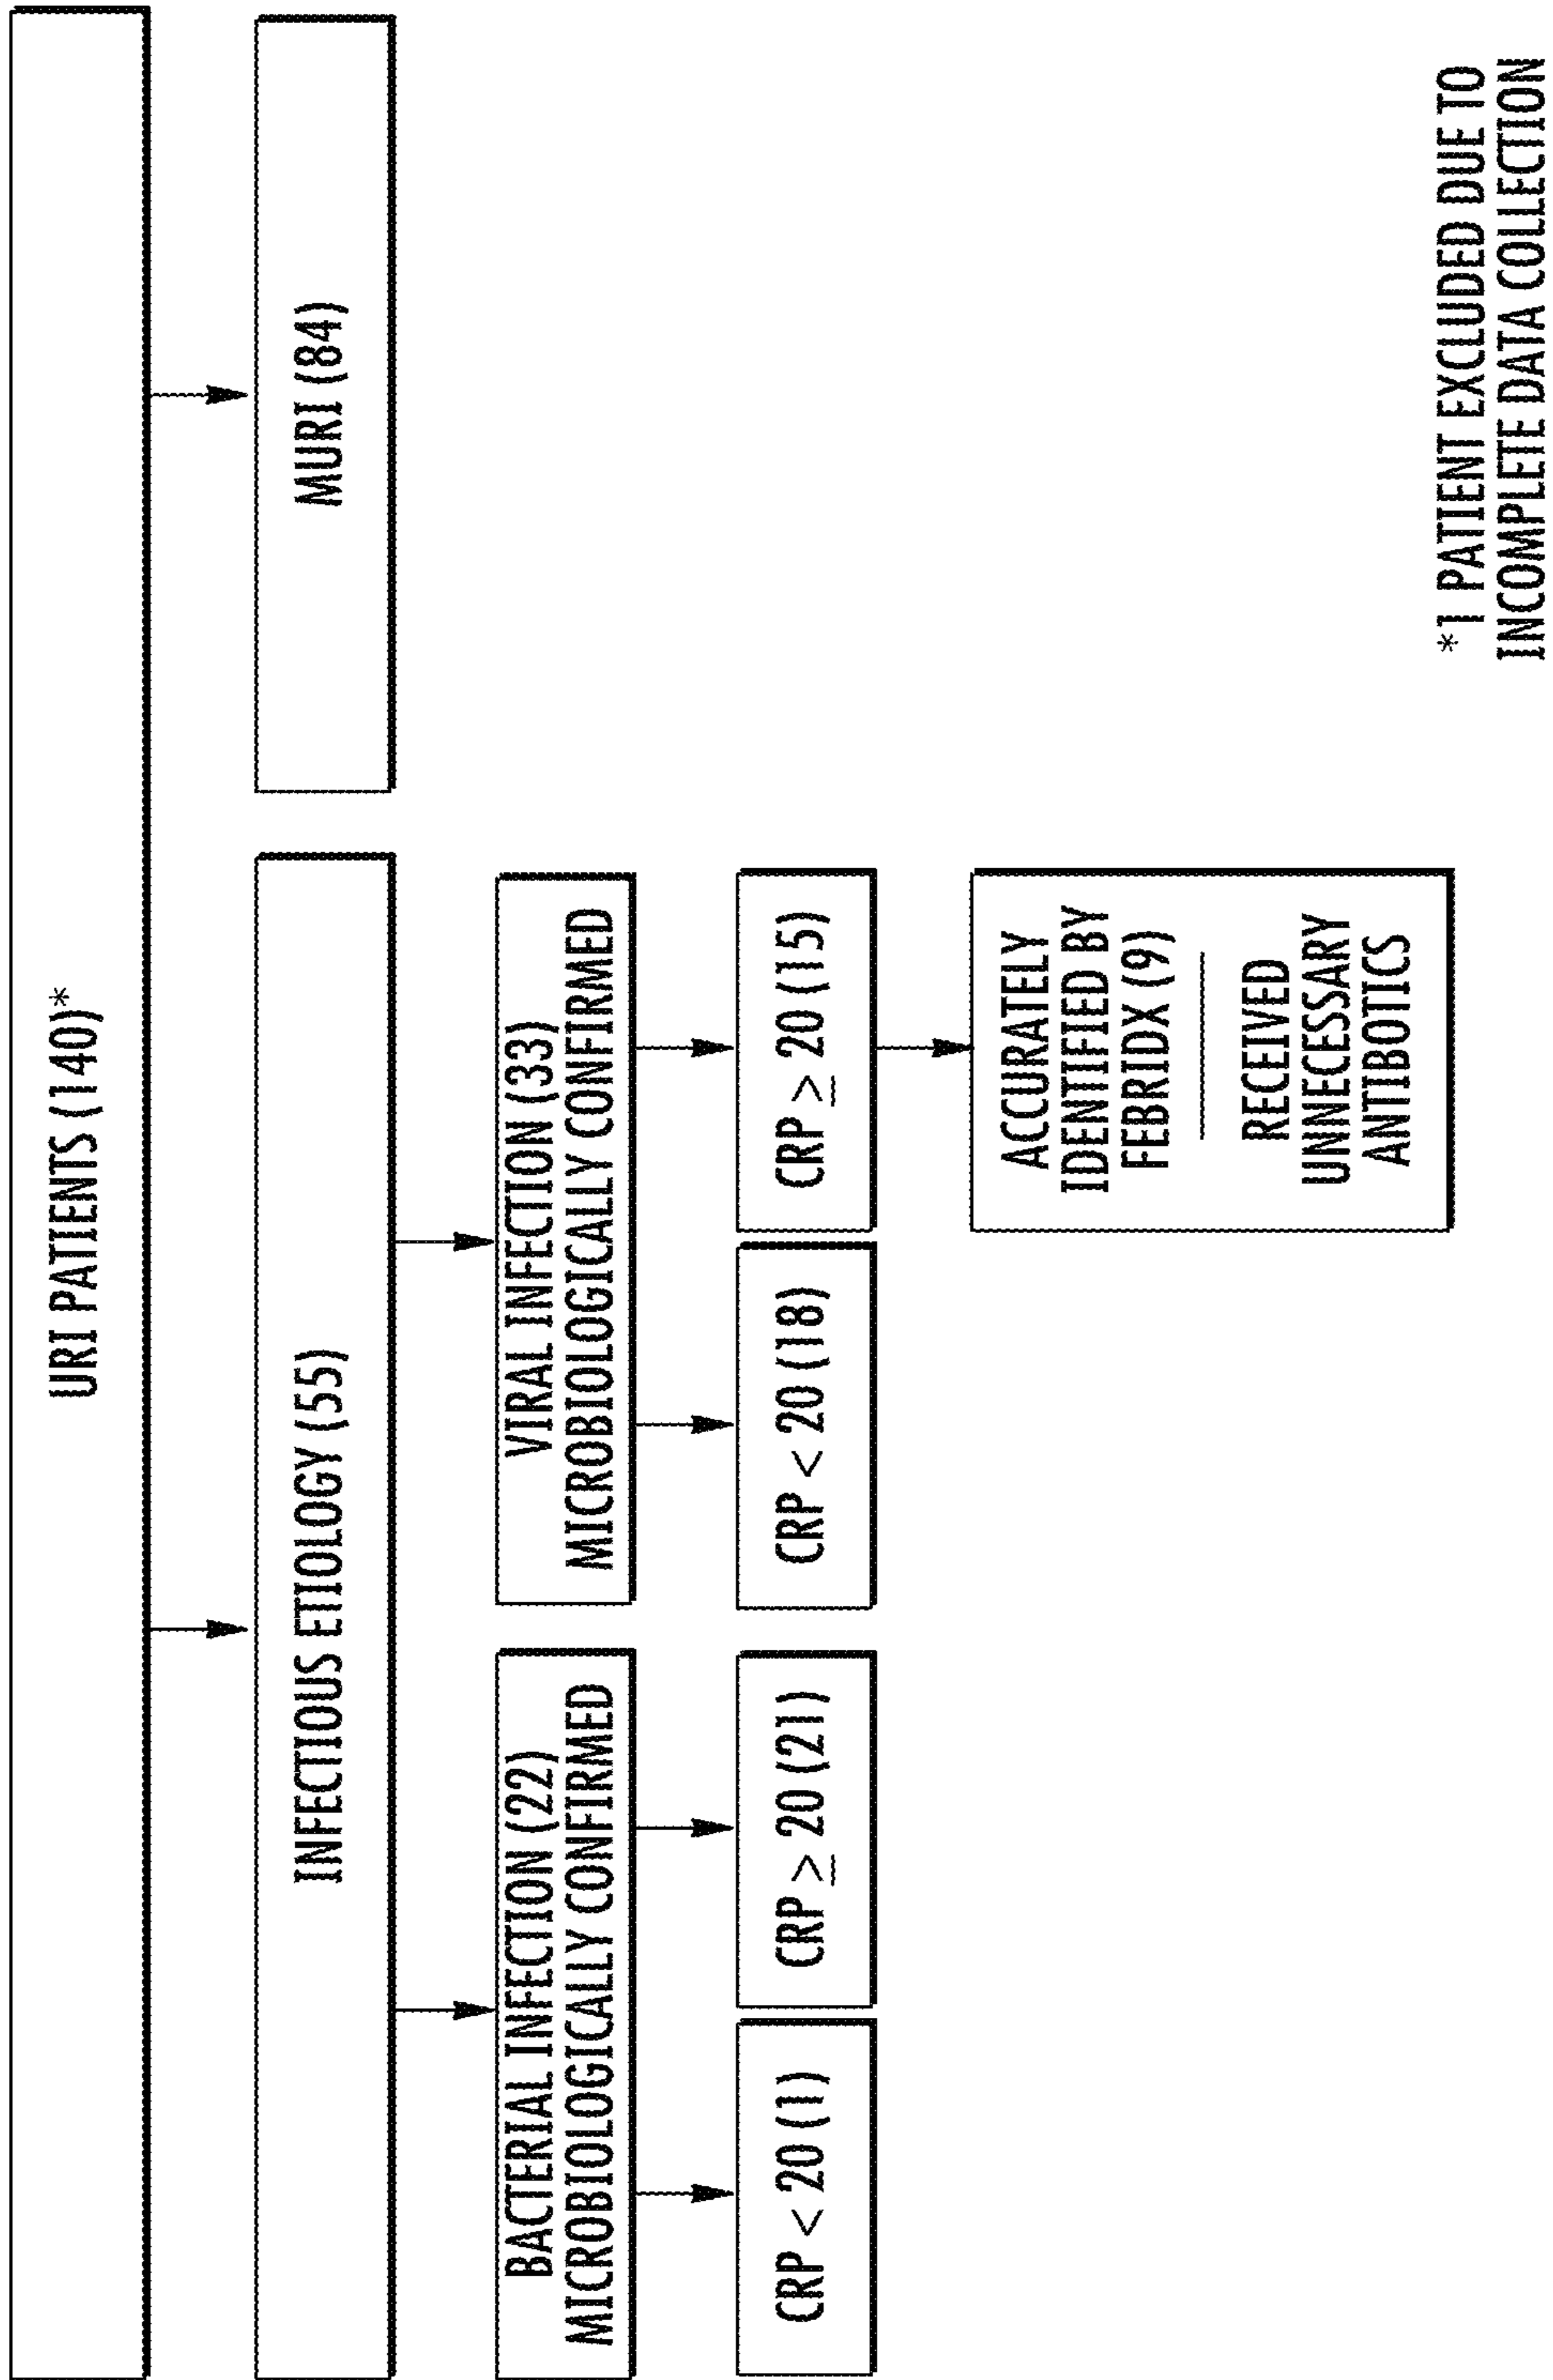 URI PATIENTS (140)*
INFECTIOUS ETIOLOGY (55)
MURI (84)
BACTERIAL INFECTION (22)
MICROBIOLOGICALLY CONFIRMED
VIRAL INFECTION (33)
MICROBIOLOGICALLY CONFIRMED
CRP < 20 (1)
CRP ≥ 20 (21)
CRP < 20 (18)
CRP ≥ 20 (15)
ACCURATELY
IDENTIFIED BY
FEBRIDX (9)
RECEIVED
UNNECESSARY
ANTIBOTICS
*1 PATIENT EXCLUDED DUE TO
INCOMPLETE DATA COLLECTION